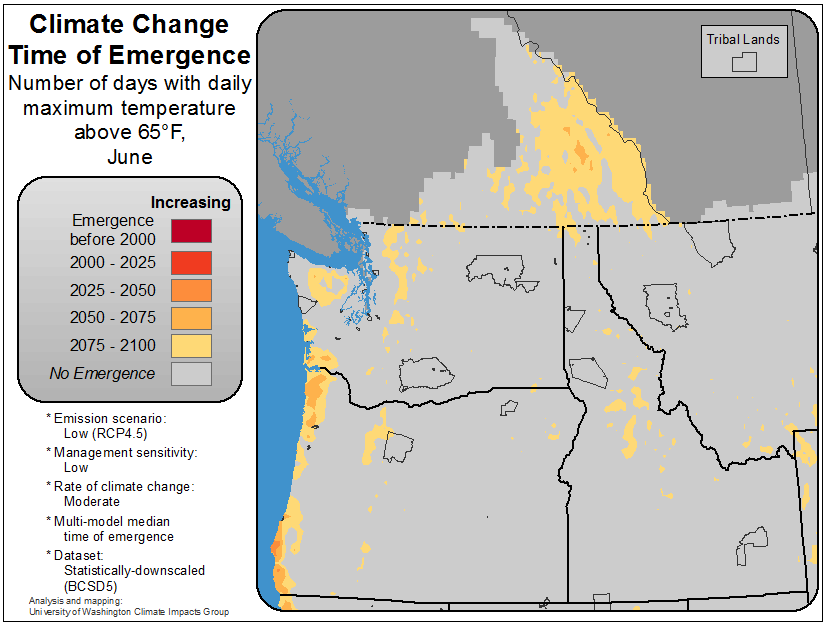 Climate Change
Time of Emergence
Number of days with daily
maximum temperature
above 65°F,
June
Increasing
Emergence
before 2000
2000 - 2025
2025 - 2050
2050 - 2075
2075 - 2100
No Emergence
* Emission scenario:
Low (RCP4.5)
* Management sensitivity:
Low
* Rate of climate change:
Moderate
* Multi-model median
time of emergence
* Dataset:
Statistically-downscaled
(BCSD5)
Analysis and mapping:
University of Washington Climate Impacts Group
Tribal Lands